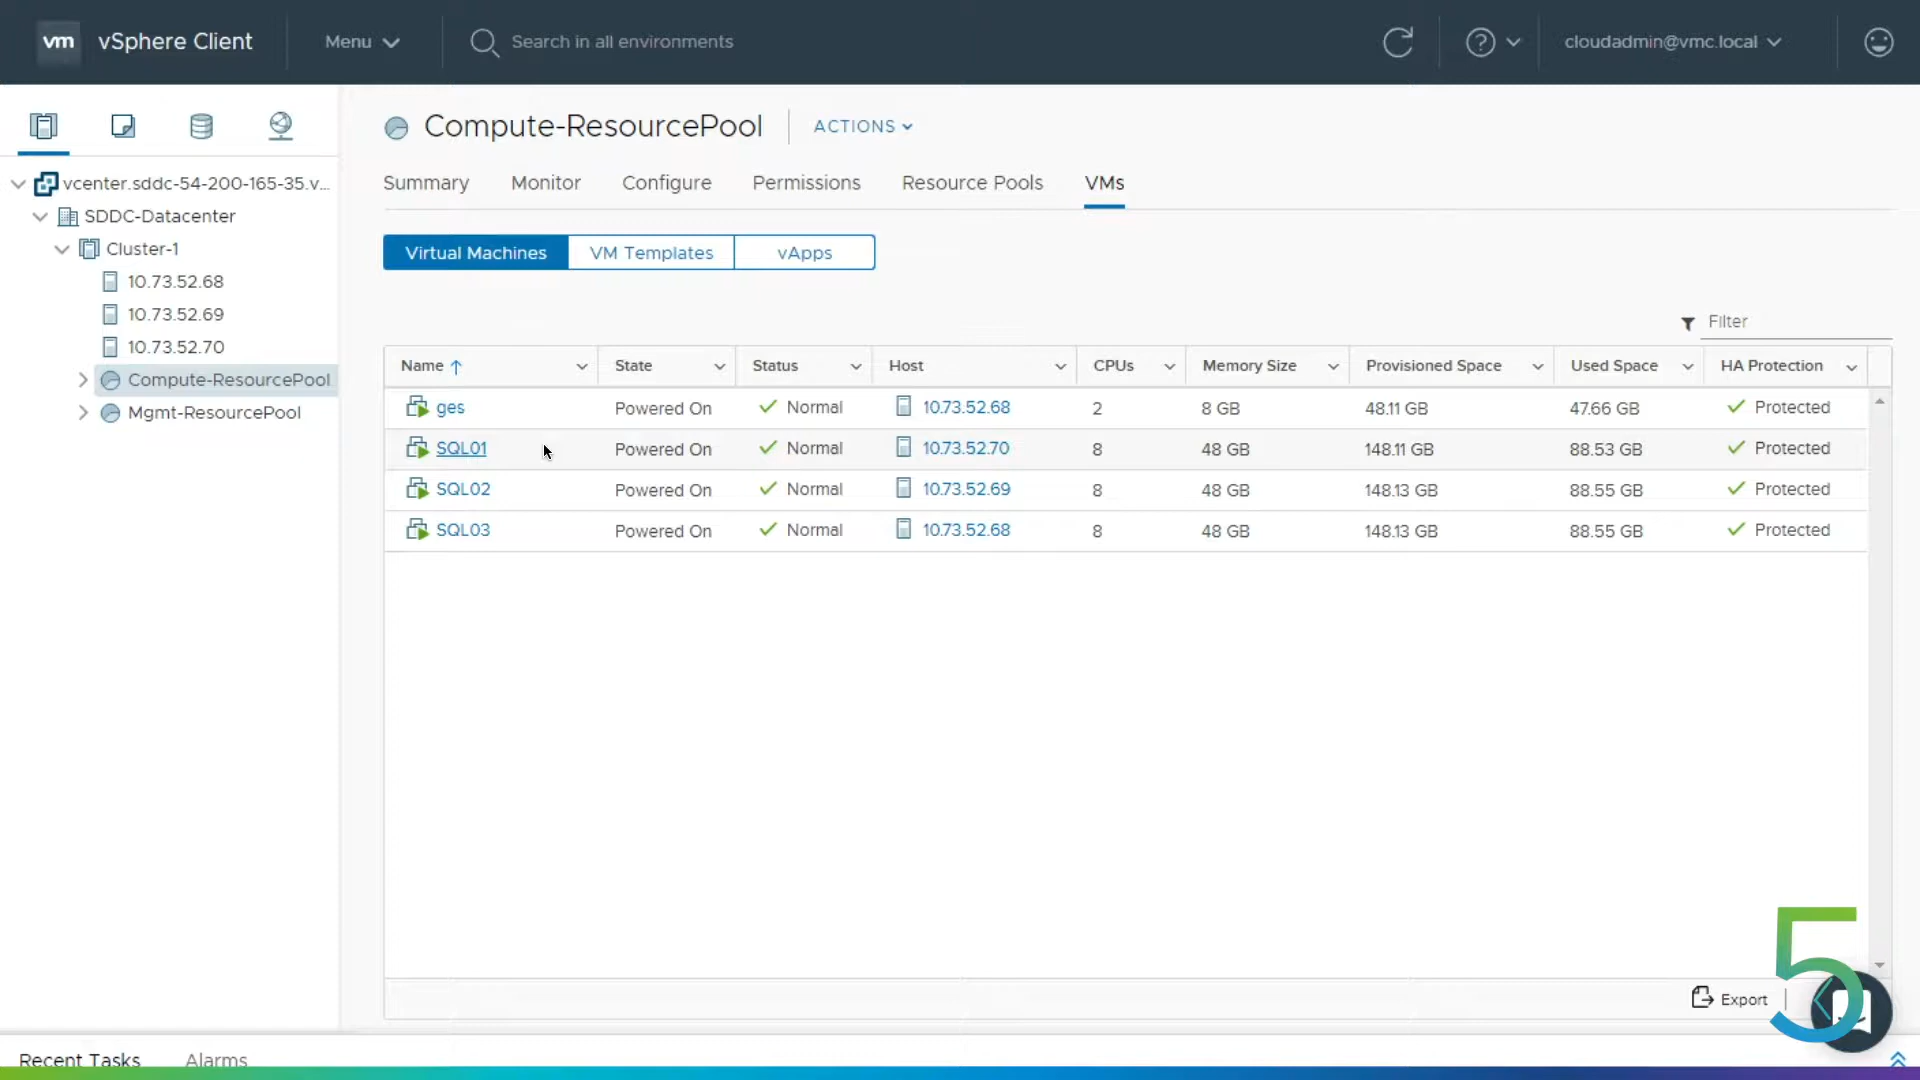 vm vSphere Client Menu Search in all environments ? cloudadmin@vmc.local
Compute-ResourcePool ACTIONS
Summary Monitor Configure Permissions Resource Pools VMs
Virtual Machines VM Templates vApps
vcenter.sddc-54-200-165-35.v...
SDDC-Datacenter
Cluster-1
10.73.52.68
10.73.52.69
10.73.52.70
Compute-ResourcePool
Mgmt-ResourcePool
Filter
Name State Status Host CPUs Memory Size Provisioned Space Used Space HA Protection
ges Powered On Normal 10.73.52.68 2 8 GB 48.11 GB 47.66 GB Protected
SQL01 Powered On Normal 10.73.52.70 8 48 GB 148.11 GB 88.53 GB Protected
SQL02 Powered On Normal 10.73.52.69 8 48 GB 148.13 GB 88.55 GB Protected
SQL03 Powered On Normal 10.73.52.68 8 48 GB 148.13 GB 88.55 GB Protected
Export
5
Recent Tasks Alarms